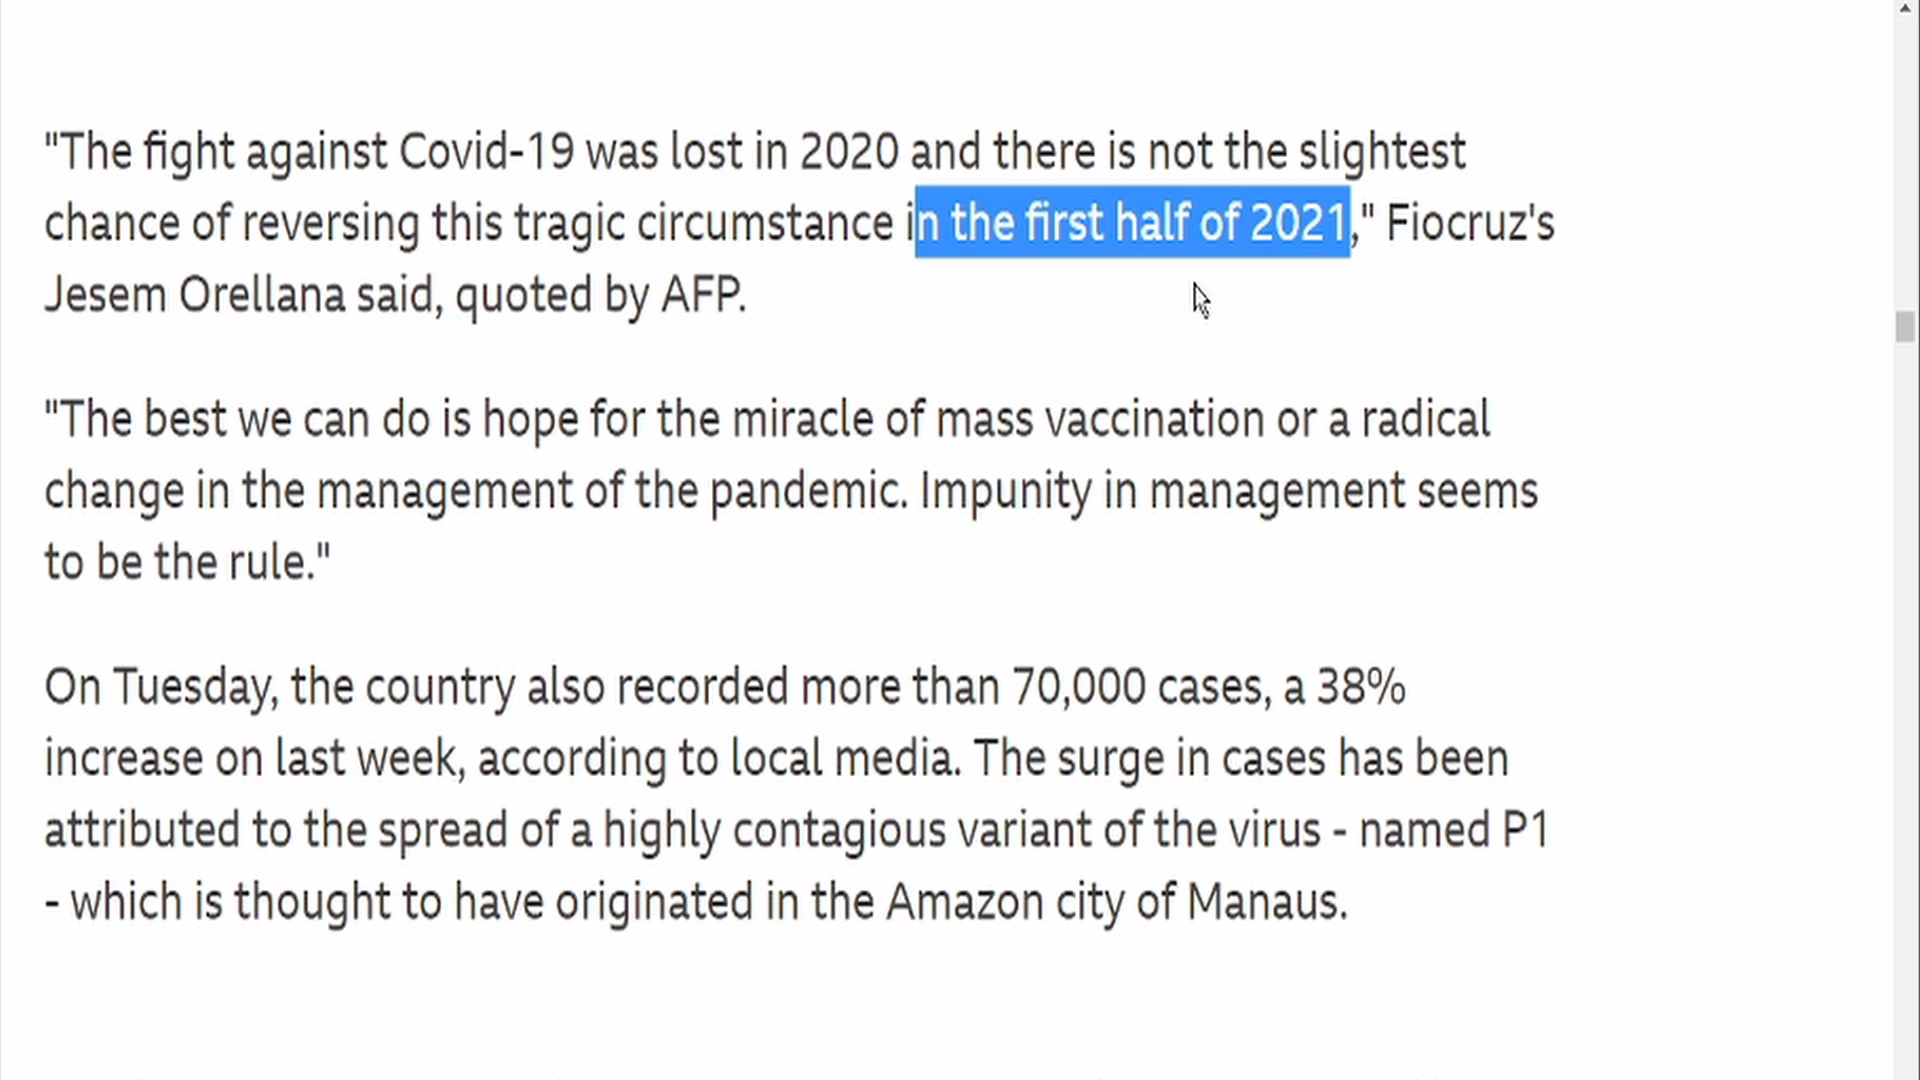 "The fight against Covid-19 was lost in 2020 and there is not the slightest
chance of reversing this tragic circumstance in the first half of 2021," Fiocruz's
Jesem Orellana said, quoted by AFP.
"The best we can do is hope for the miracle of mass vaccination or a radical
change in the management of the pandemic. Impunity in management seems
to be the rule."
On Tuesday, the country also recorded more than 70,000 cases, a 38%
increase on last week, according to local media. The surge in cases has been
attributed to the spread of a highly contagious variant of the virus - named P1
- which is thought to have originated in the Amazon city of Manaus.